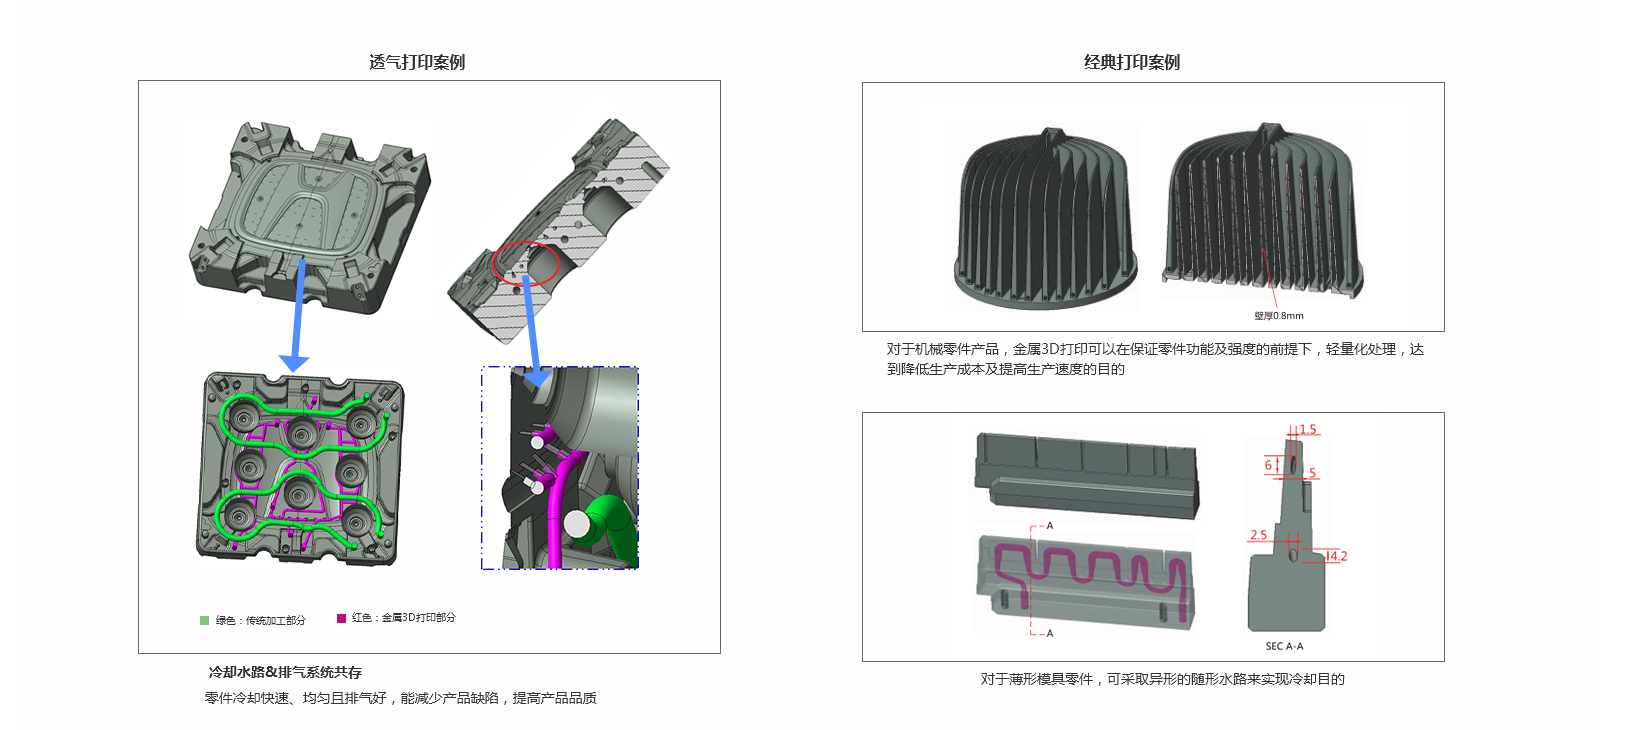 透气打印案例
绿色：传统加工部分
红色：金属3D打印部分
冷却水路&排气系统共存
零件冷却快速、均匀且排气好，能减少产品缺陷，提高产品品质
经典打印案例
壁厚0.8mm
对于机械零件产品，金属3D打印可以在保证零件功能及强度的前提下，轻量化处理，达
到降低生产成本及提高生产速度的目的
1.5
6
5
A
2.5
4.2
A
SEC A-A
对于薄形模具零件，可采取异形的随形水路来实现冷却目的